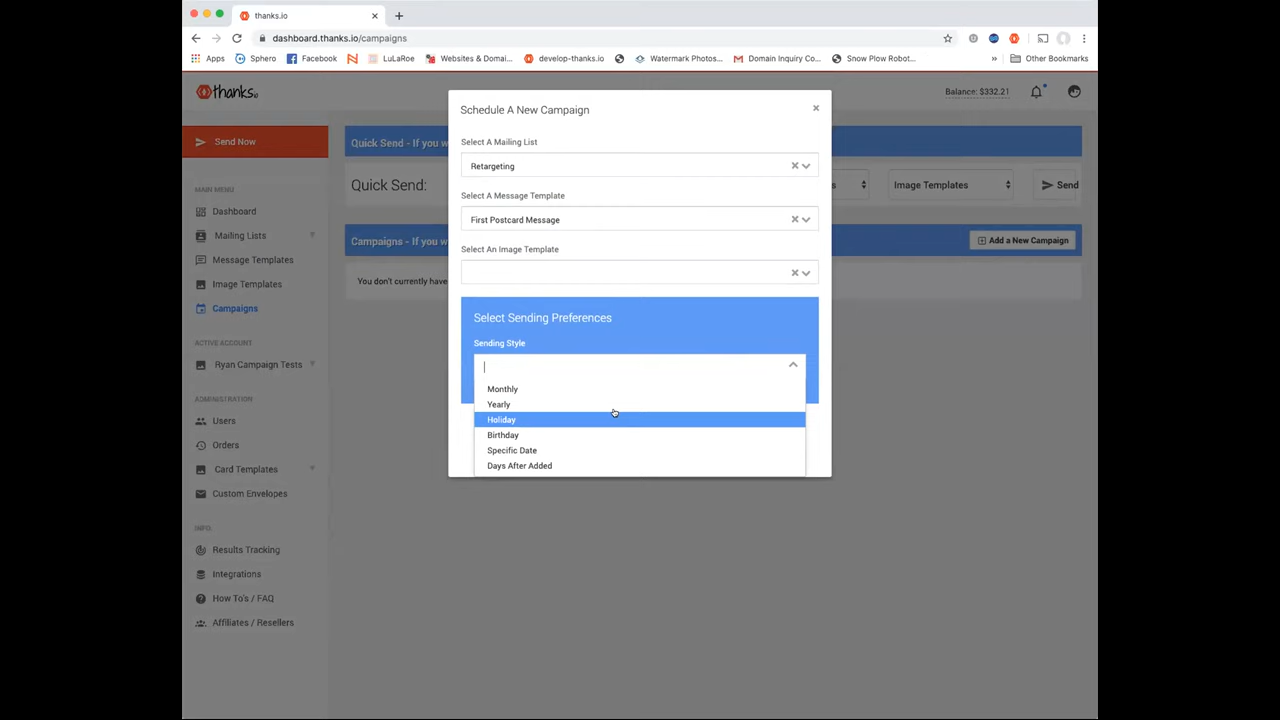 thanks.io
dashboard.thanks.io/campaigns
Apps
Sphero
Facebook
LuLaRoe
Websites & Domai...
develop-thanks.io
Watermark Photos...
Domain Inquiry Co...
Snow Plow Robot...
»
Other Bookmarks
thanks.io
Balance: $332.21
Schedule A New Campaign
Send Now
Quick Send - If you w
Select A Mailing List
Retargeting
Quick Send:
s
Image Templates
Send
MAIN MENU
Dashboard
Mailing Lists
Message Templates
Image Templates
Campaigns
Select A Message Template
First Postcard Message
Campaigns - If you w
Add a New Campaign
Select An Image Template
You don't currently have
Select Sending Preferences
Sending Style
Monthly
Yearly
Holiday
Birthday
Specific Date
Days After Added
ACTIVE ACCOUNT
Ryan Campaign Tests
ADMINISTRATION
Users
Orders
Card Templates
Custom Envelopes
INFO
Results Tracking
Integrations
How To's / FAQ
Affiliates / Resellers